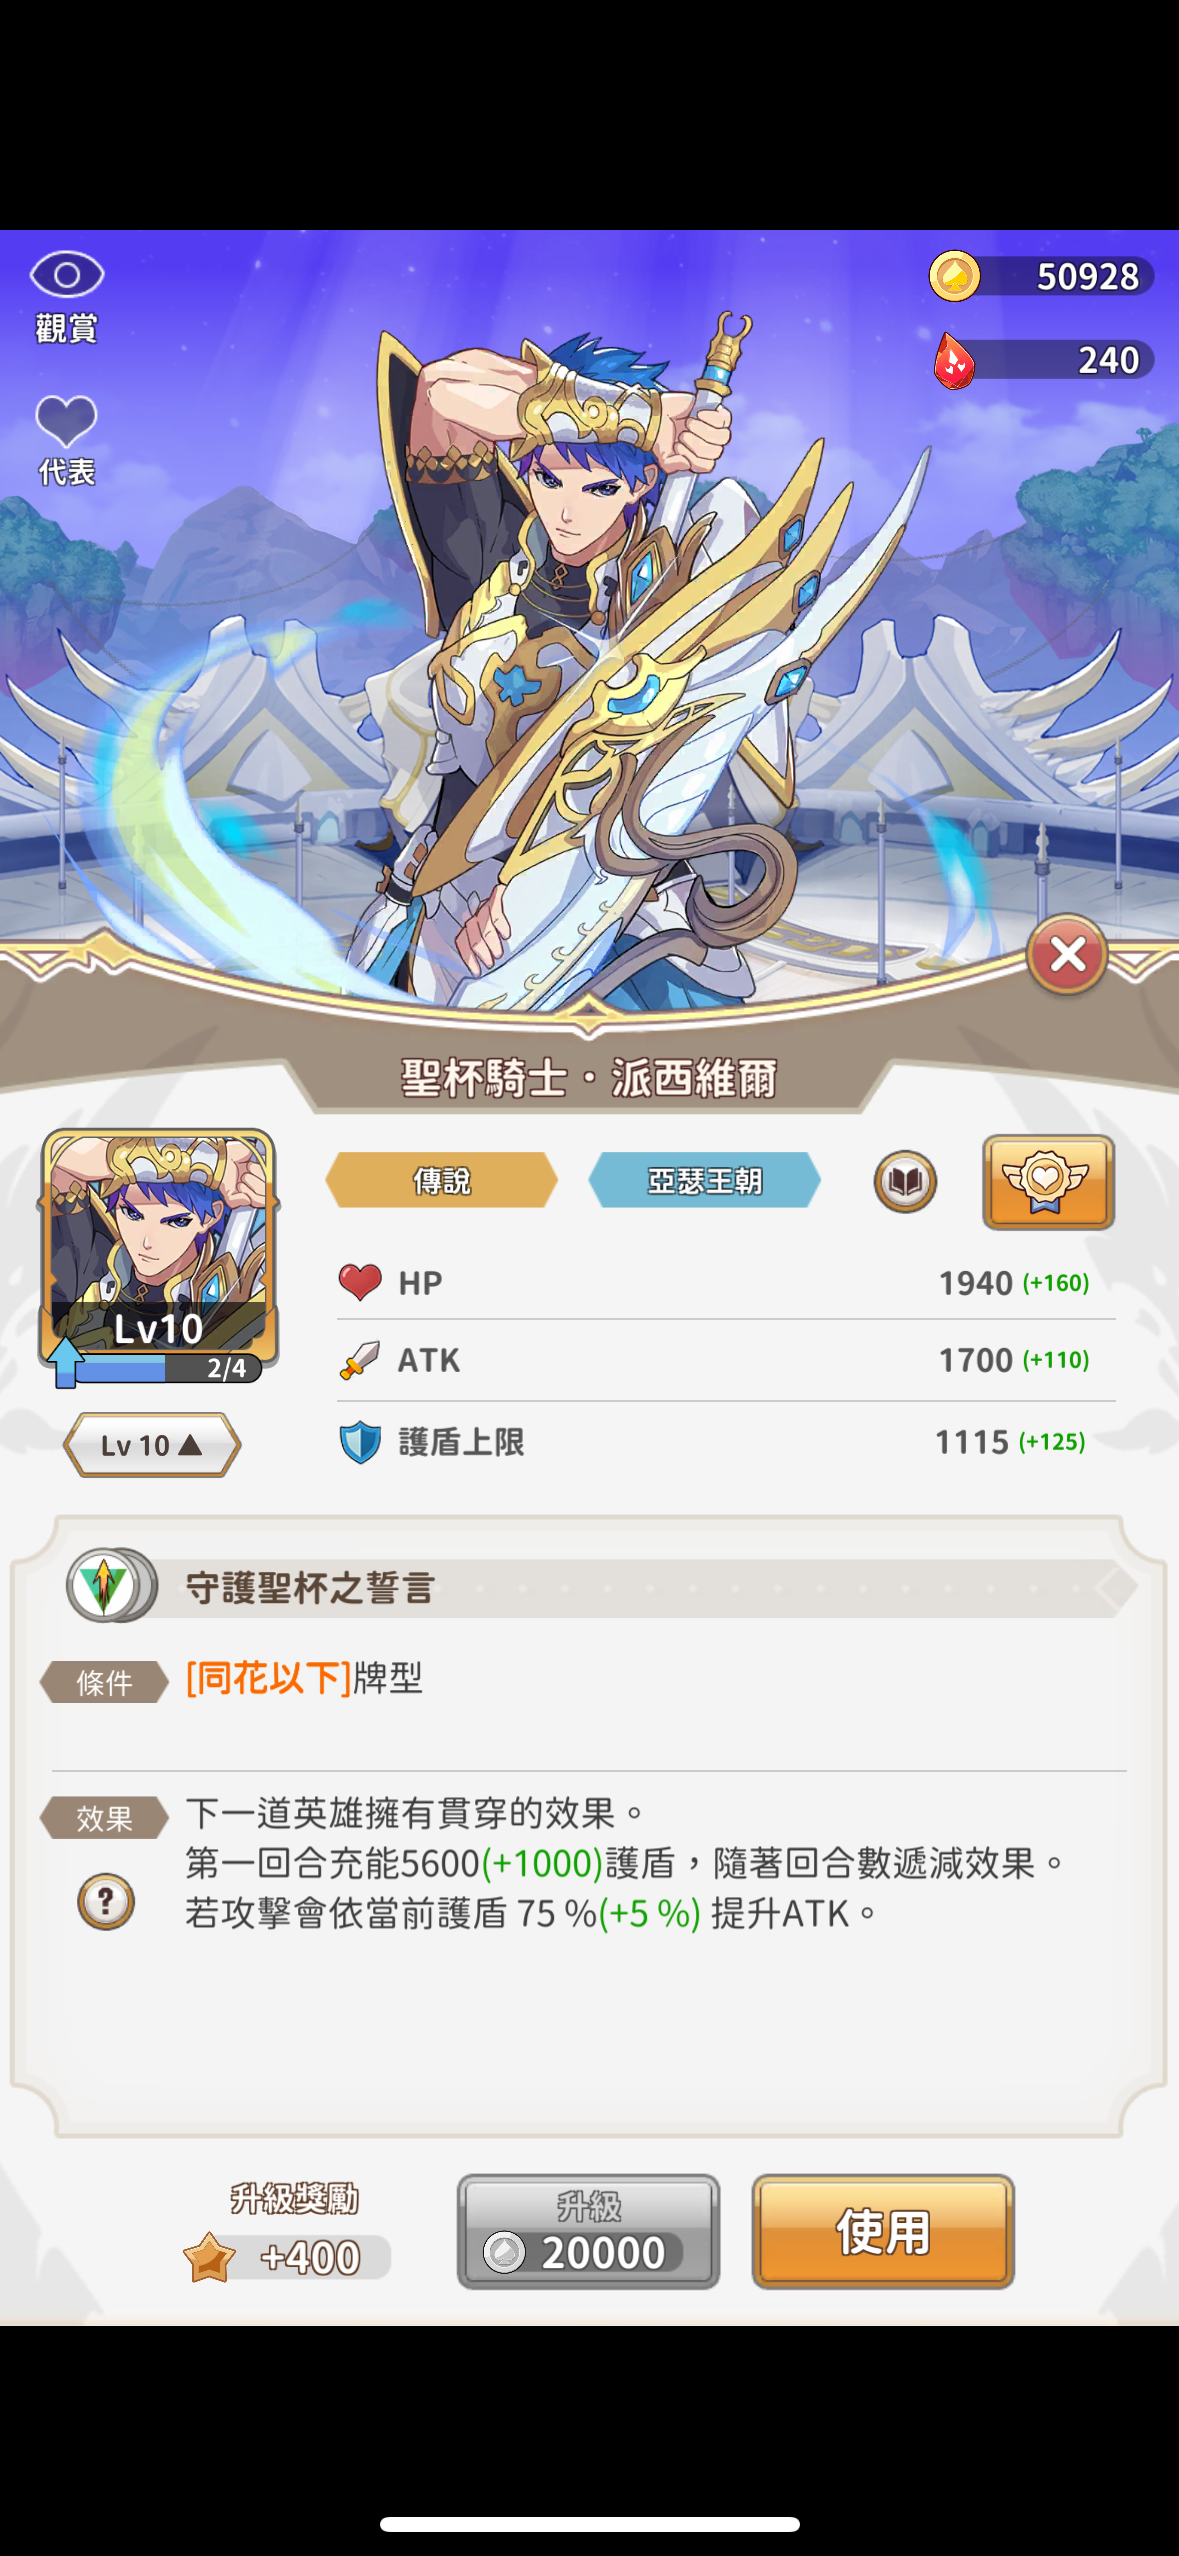 觀賞
50928
240
代表
聖杯騎士・派西維爾
傳說
亞瑟王朝
Lv10
2/4
Lv 10 ▲
HP
1940 (+160)
ATK
1700 (+110)
護盾上限
1115 (+125)
守護聖杯之誓言
條件
[同花以下]牌型
效果
下一道英雄擁有貫穿的效果。
第一回合充能5600(+1000)護盾，隨著回合數遞減效果。
?
若攻擊會依當前護盾 75 %(+5 %) 提升ATK。
升級獎勵
+400
升級
20000
使用